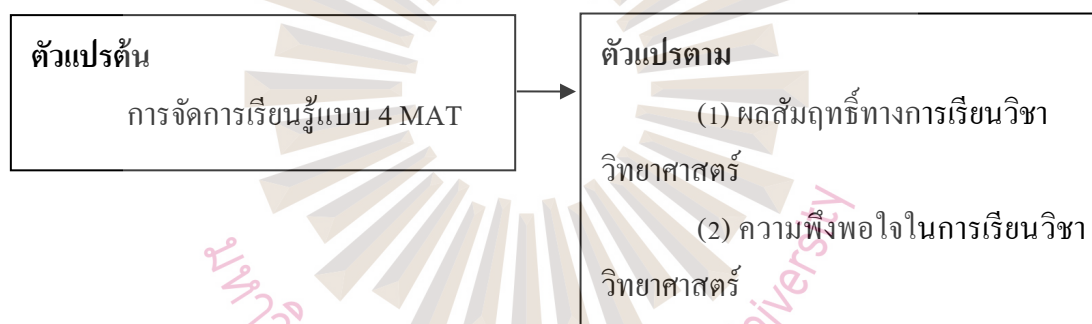 ตัวแปรต้น
การจัดการเรียนรู้แบบ 4 MAT
ตัวแปรตาม
(1) ผลสัมฤทธิ์ทางการเรียนวิชา
วิทยาศาสตร์
(2) ความพึงพอใจในการเรียนวิชา
วิทยาศาสตร์